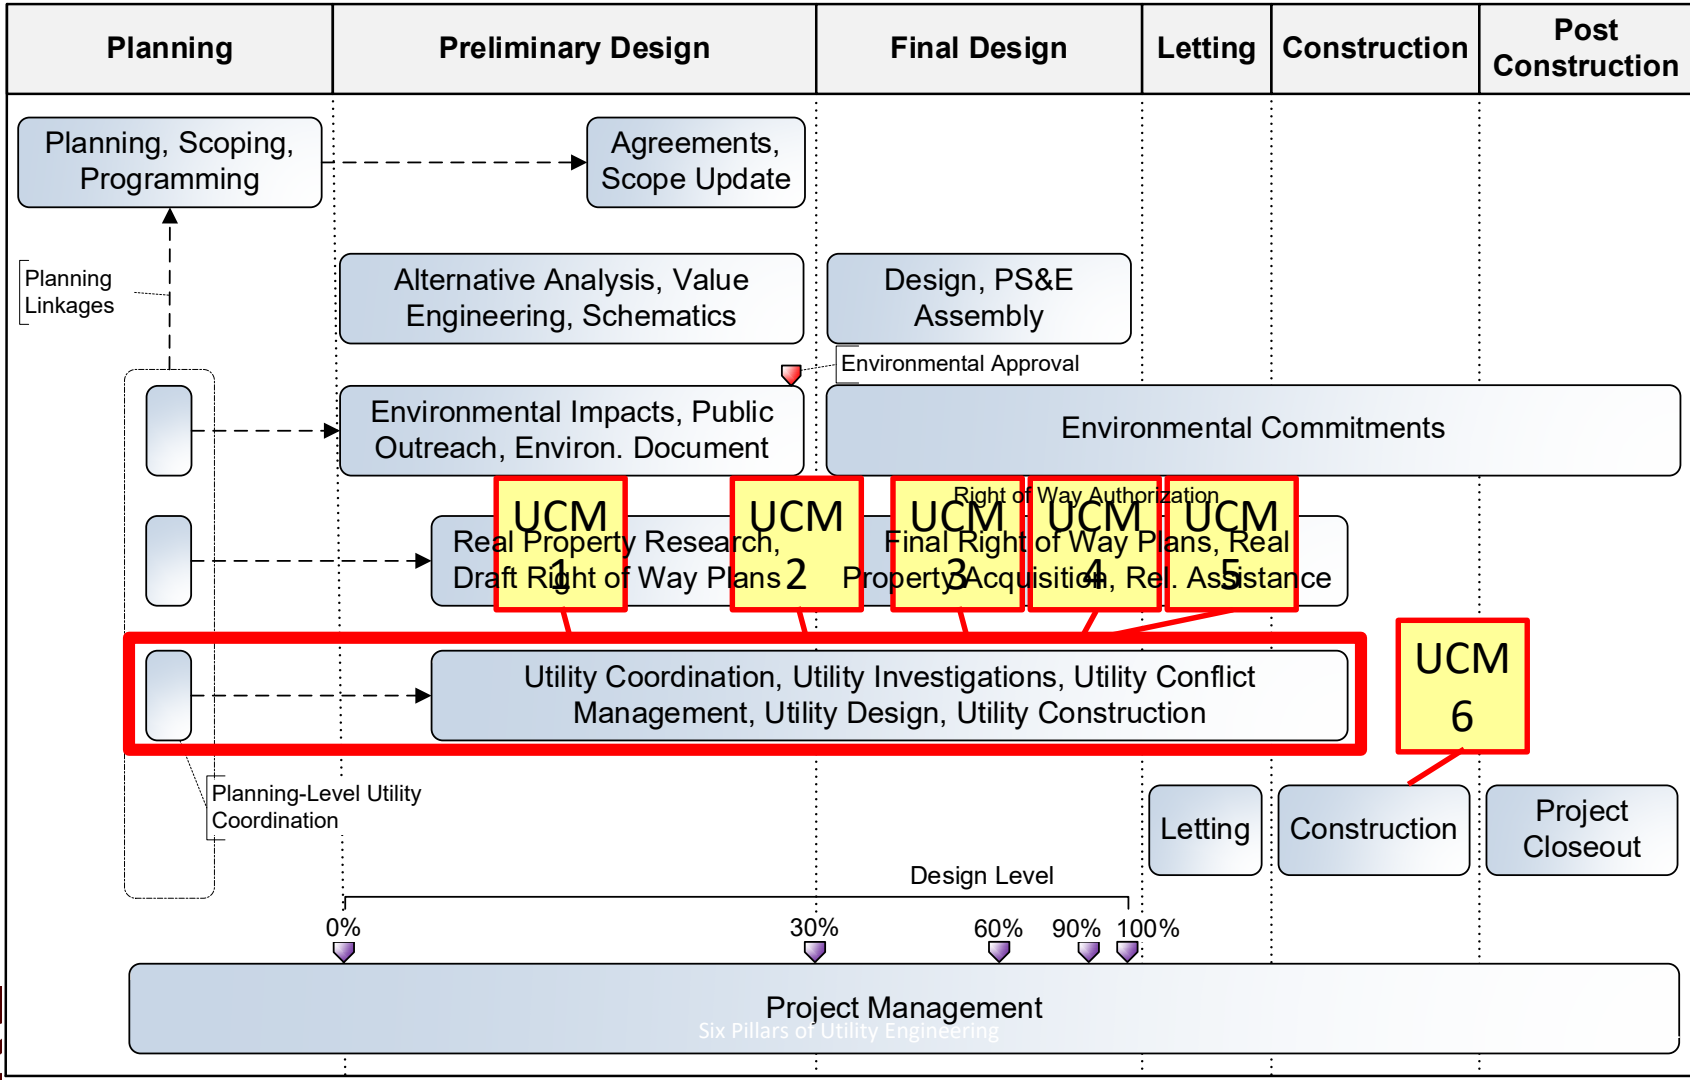 Planning
Preliminary Design
Final Design
Letting
Construction
Post
Construction
Planning, Scoping,
Programming
Agreements,
Scope Update
Planning
Linkages
Alternative Analysis, Value
Engineering, Schematics
Design, PS&E
Assembly
Environmental Approval
Environmental Impacts, Public
Outreach, Environ. Document
Environmental Commitments
Right of Way Authorization
UCM
1
UCM
2
UCM
3
UCM
4
UCM
5
Real Property Research,
Draft Right of Way Plans
Final Right of Way Plans, Real
Property Acquisition, Rel. Assistance
UCM
6
Utility Coordination, Utility Investigations, Utility Conflict
Management, Utility Design, Utility Construction
Planning-Level Utility
Coordination
Letting
Construction
Project
Closeout
Design Level
0%
30%
60%
90%
100%
Project Management
Six Pillars of Utility Engineering